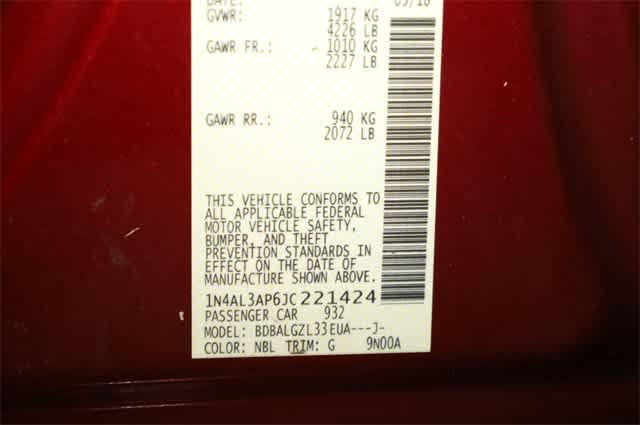 GVWR: 1917 KG
4226 LB
GAWR FR.: 1010 KG
2227 LB
GAWR RR.: 940 KG
2072 LB
THIS VEHICLE CONFORMS TO
ALL APPLICABLE FEDERAL
MOTOR VEHICLE SAFETY,
BUMPER, AND THEFT
PREVENTION STANDARDS IN
EFFECT ON THE DATE OF
MANUFACTURE SHOWN ABOVE.
1N4AL3AP6JC221424
PASSENGER CAR 932
MODEL: BDBALGZL33EUA---J-
COLOR: NBL TRIM: G 9N00A